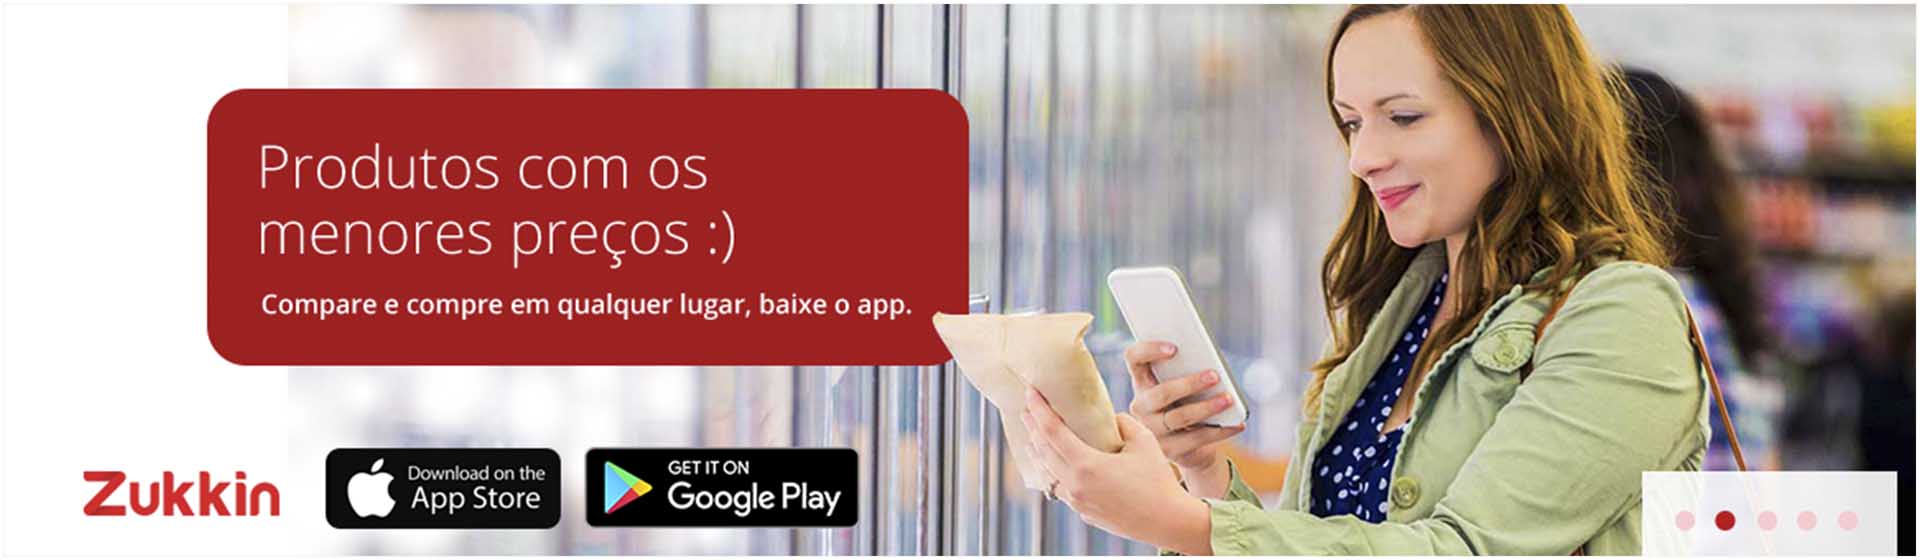 Produtos com os
menores preços :)
Compare e compre em qualquer lugar, baixe o app.
Zukkin
Download on the
App Store
GET IT ON
Google Play